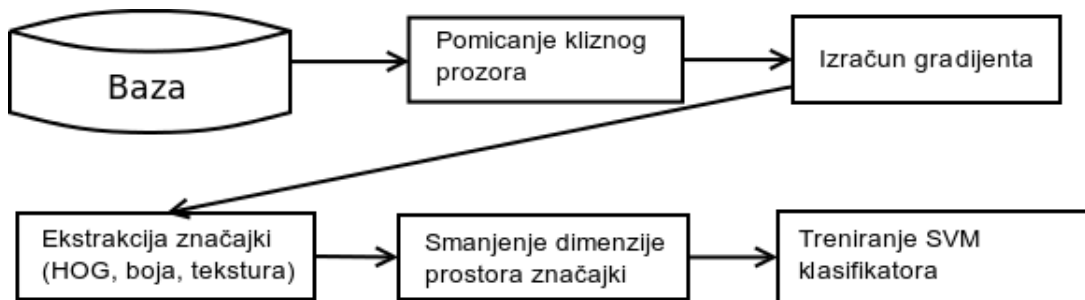 Baza
Pomicanje kliznog
prozora
Izračun gradijenta
Ekstrakcija značajki
(HOG, boja, tekstura)
Smanjenje dimenzije
prostora značajki
Treniranje SVM
klasifikatora